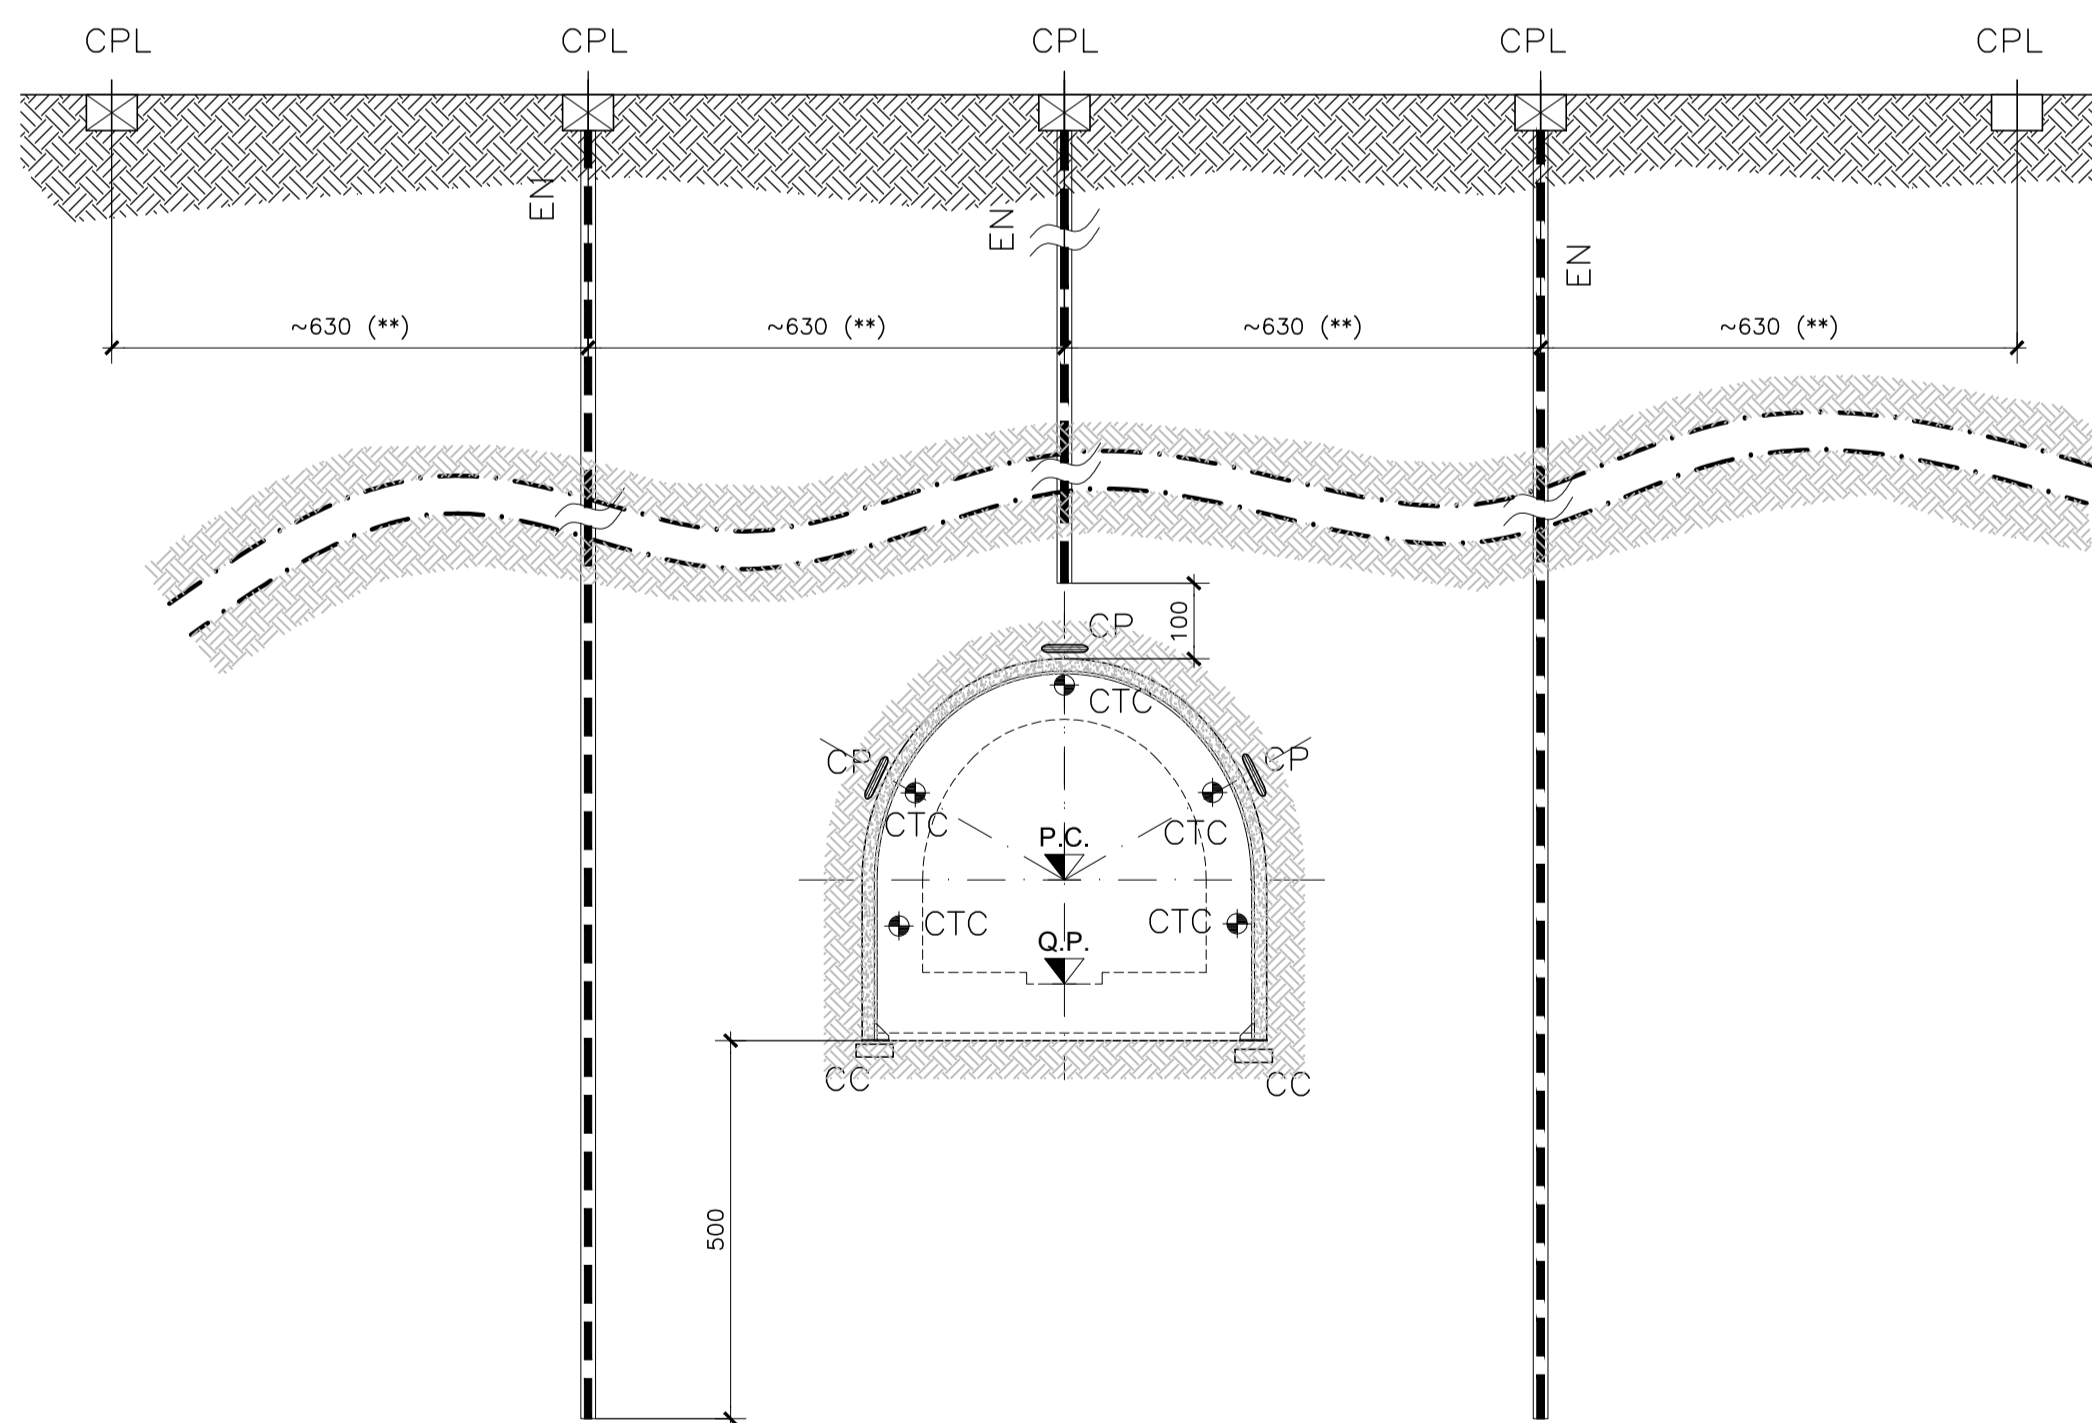 CPL CPL CPL CPL CPL
EN
EN
EN
~630 (**) ~630 (**) ~630 (**) ~630 (**)
100
CP
CTC
CP CP
CTC CTC
P.C.
CTC CTC
Q.P.
CC CC
500